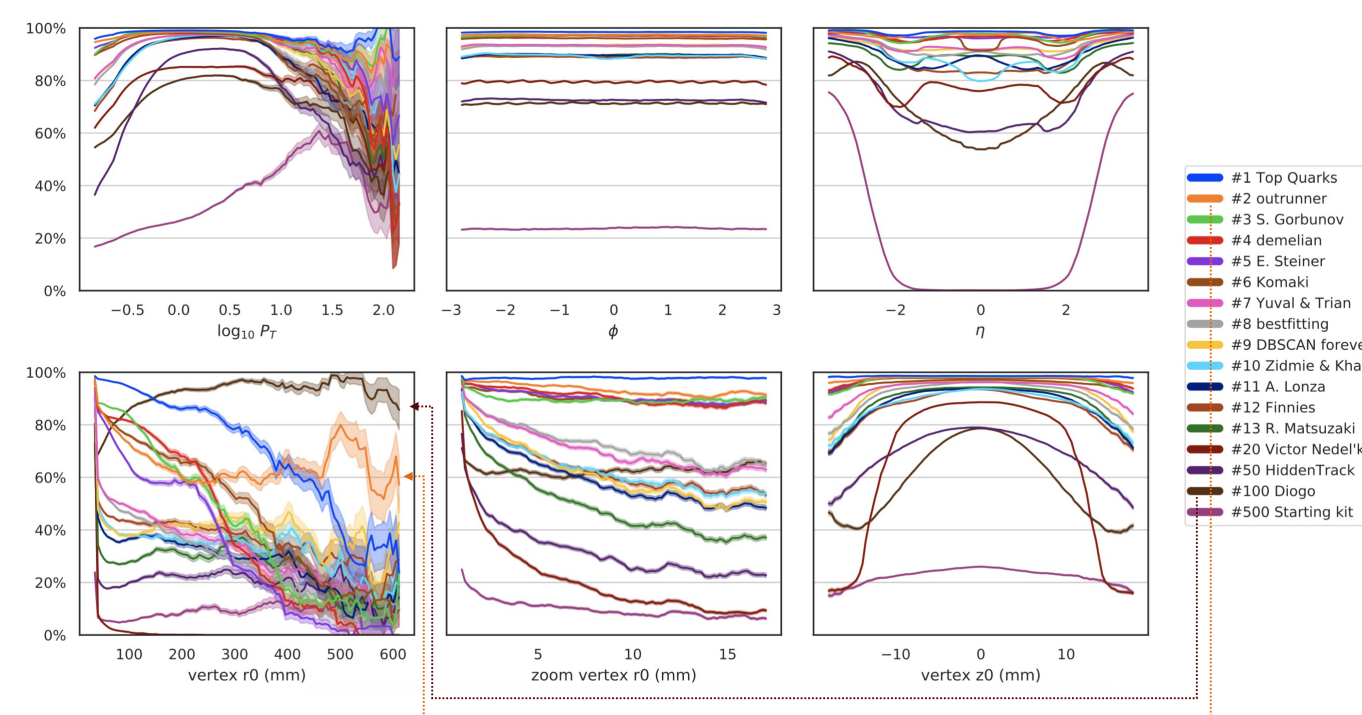 100%
80%
60%
40%
20%
0%
−0.5 0.0 0.5 1.0 1.5 2.0
log10 PT
−3 −2 −1 0 1 2 3
ϕ
−2 0 2
η
#1 Top Quarks
#2 outrunner
#3 S. Gorbunov
#4 demelian
#5 E. Steiner
#6 Komaki
#7 Yuval & Trian
#8 bestfitting
#9 DBSCAN foreve
#10 Zidmie & Kha
#11 A. Lonza
#12 Finnies
#13 R. Matsuzaki
#20 Victor Nedel'k
#50 HiddenTrack
#100 Diogo
#500 Starting kit
100%
80%
60%
40%
20%
0%
100 200 300 400 500 600
vertex r0 (mm)
5 10 15
zoom vertex r0 (mm)
−10 0 10
vertex z0 (mm)